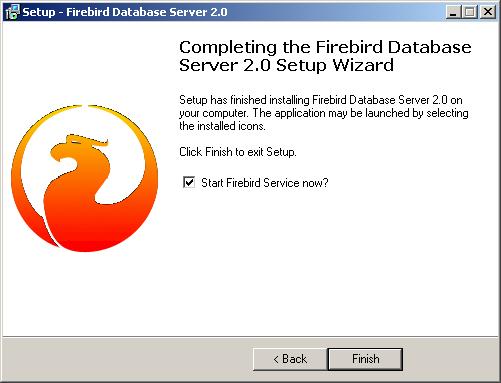 Setup - Firebird Database Server 2.0
Completing the Firebird Database
Server 2.0 Setup Wizard
Setup has finished installing Firebird Database Server 2.0 on
your computer. The application may be launched by selecting
the installed icons.
Click Finish to exit Setup.
Start Firebird Service now?
< Back
Finish